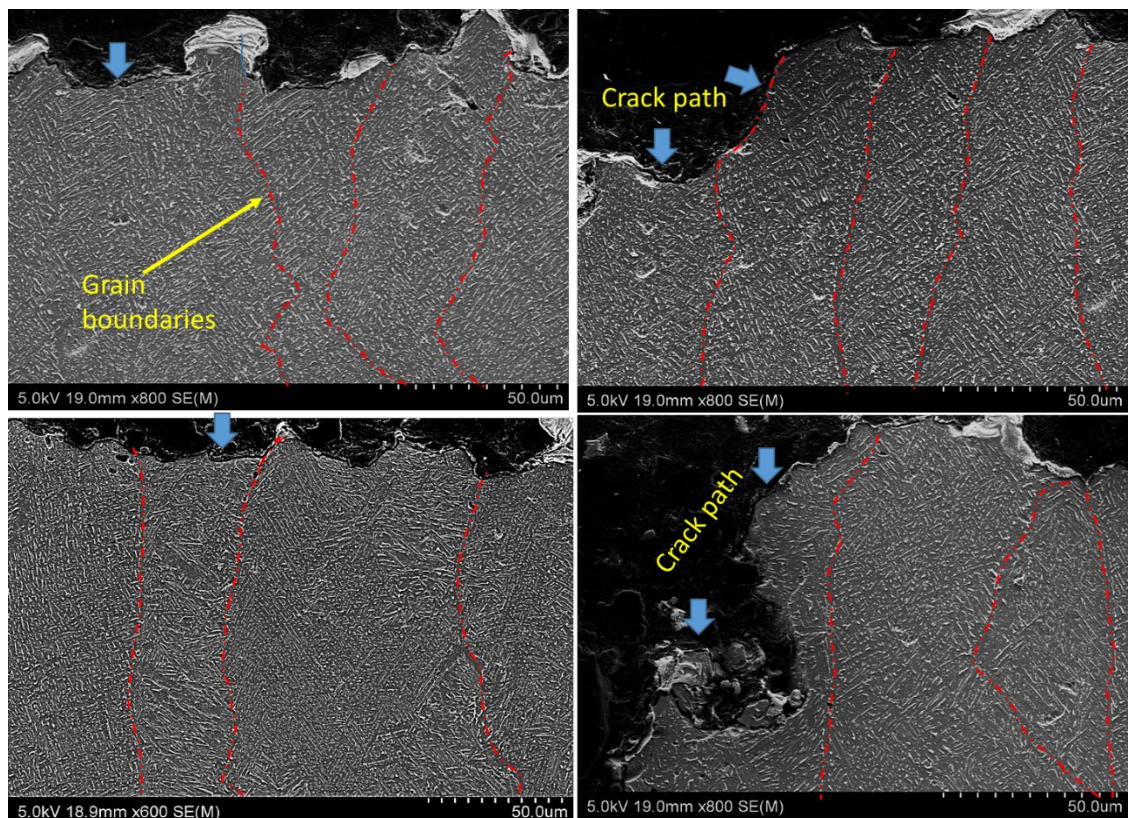 Grain
boundaries
5.0kV 19.0mm x800 SE(M)
50.0um
Crack path
5.0kV 19.0mm x800 SE(M)
50.0um
5.0kV 18.9mm x600 SE(M)
50.0um
Crack path
5.0kV 19.0mm x800 SE(M)
50.0um